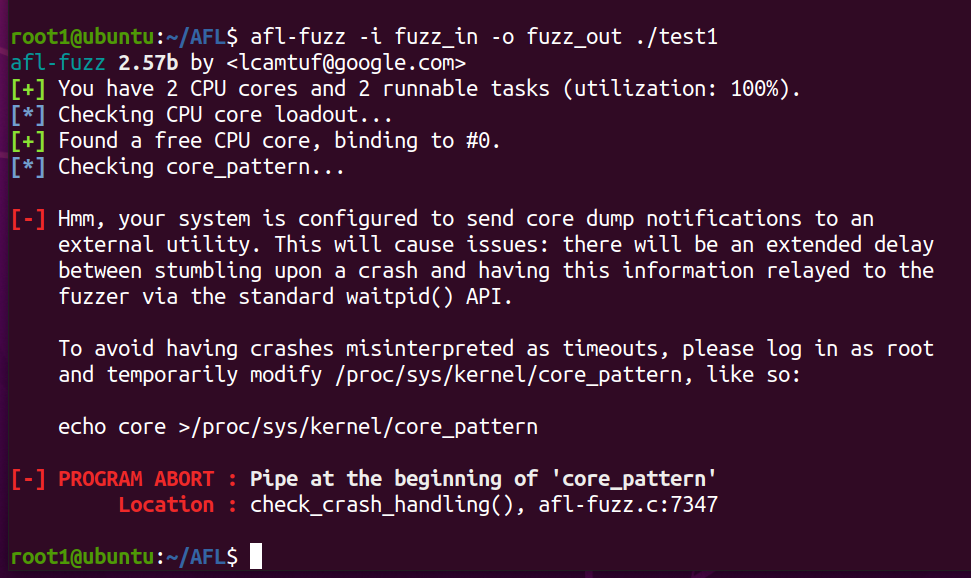 root1@ubuntu:~/AFL$ afl-fuzz -i fuzz_in -o fuzz_out ./test1
afl-fuzz 2.57b by <lcamtuf@google.com>
[+] You have 2 CPU cores and 2 runnable tasks (utilization: 100%).
[*] Checking CPU core loadout...
[+] Found a free CPU core, binding to #0.
[*] Checking core_pattern...
[-] Hmm, your system is configured to send core dump notifications to an
external utility. This will cause issues: there will be an extended delay
between stumbling upon a crash and having this information relayed to the
fuzzer via the standard waitpid() API.
To avoid having crashes misinterpreted as timeouts, please log in as root
and temporarily modify /proc/sys/kernel/core_pattern, like so:
echo core >/proc/sys/kernel/core_pattern
[-] PROGRAM ABORT : Pipe at the beginning of 'core_pattern'
Location : check_crash_handling(), afl-fuzz.c:7347
root1@ubuntu:~/AFL$